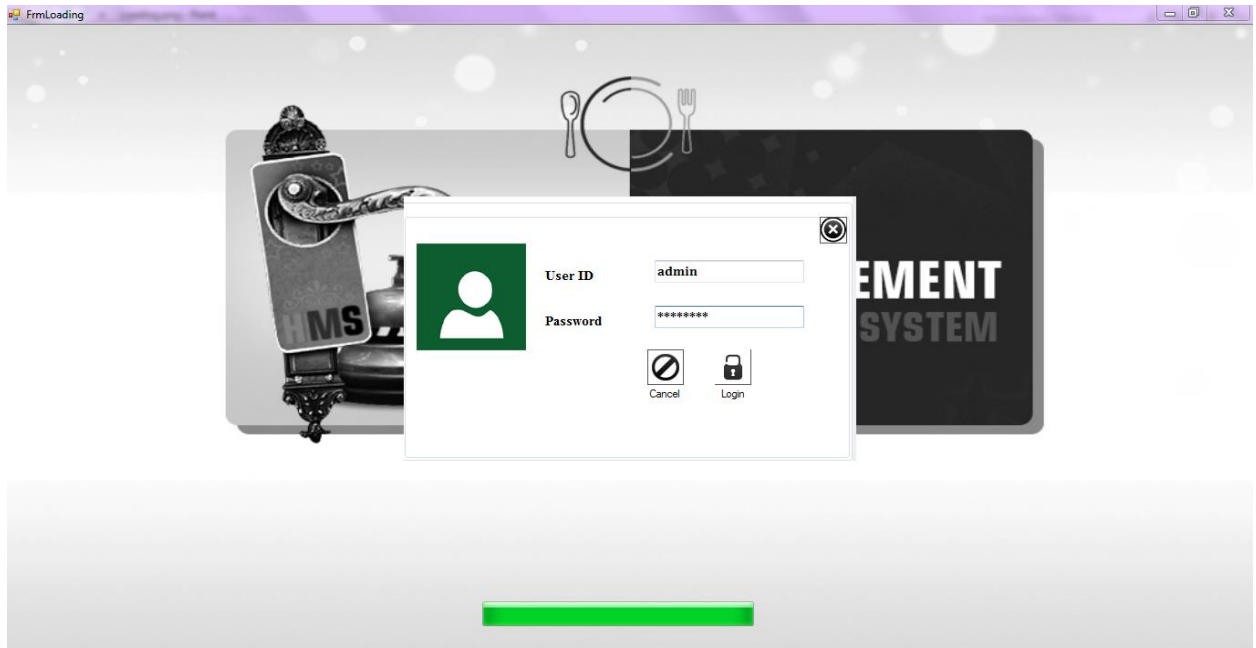 FrmLoading
User ID
admin
Password
********
Cancel
Login
EMENT
SYSTEM
HMS